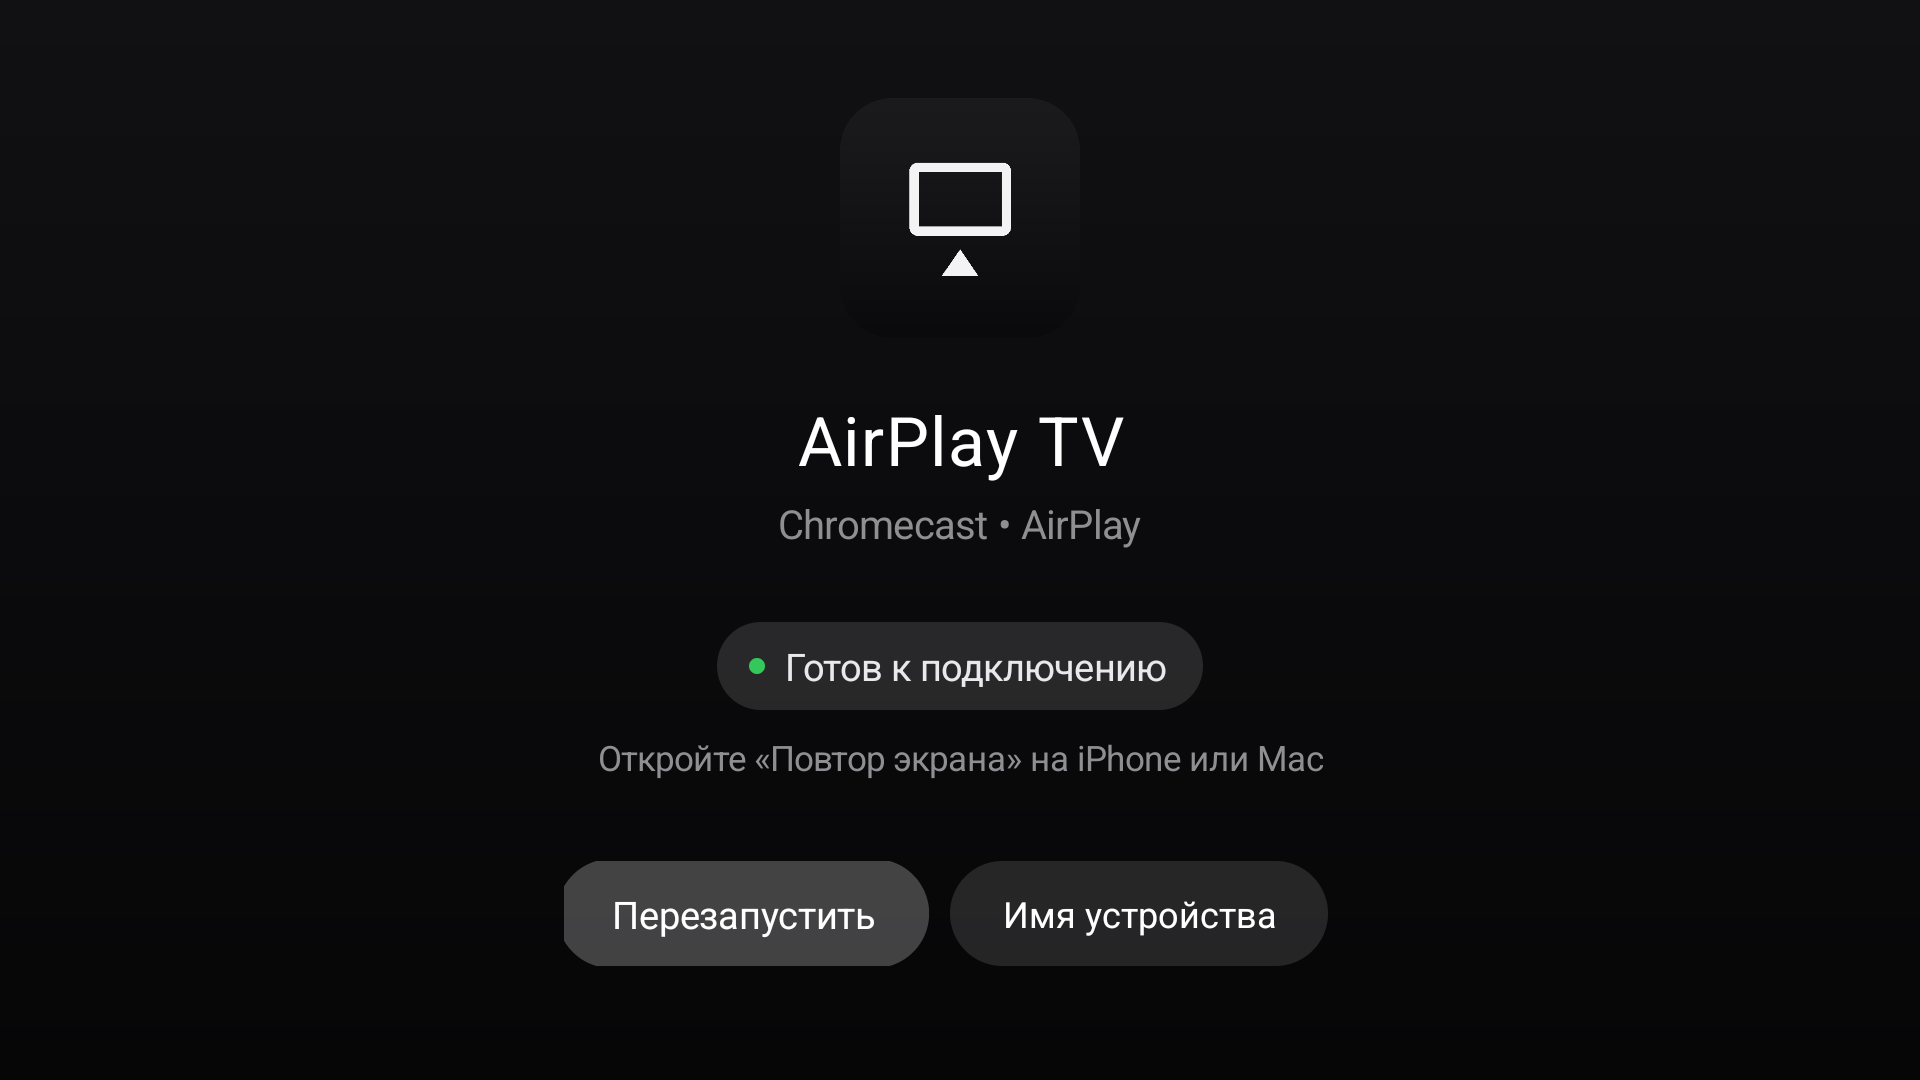 AirPlay TV
Chromecast • AirPlay
Готов к подключению
Откройте «Повтор экрана» на iPhone или Mac
Перезапустить
Имя устройства